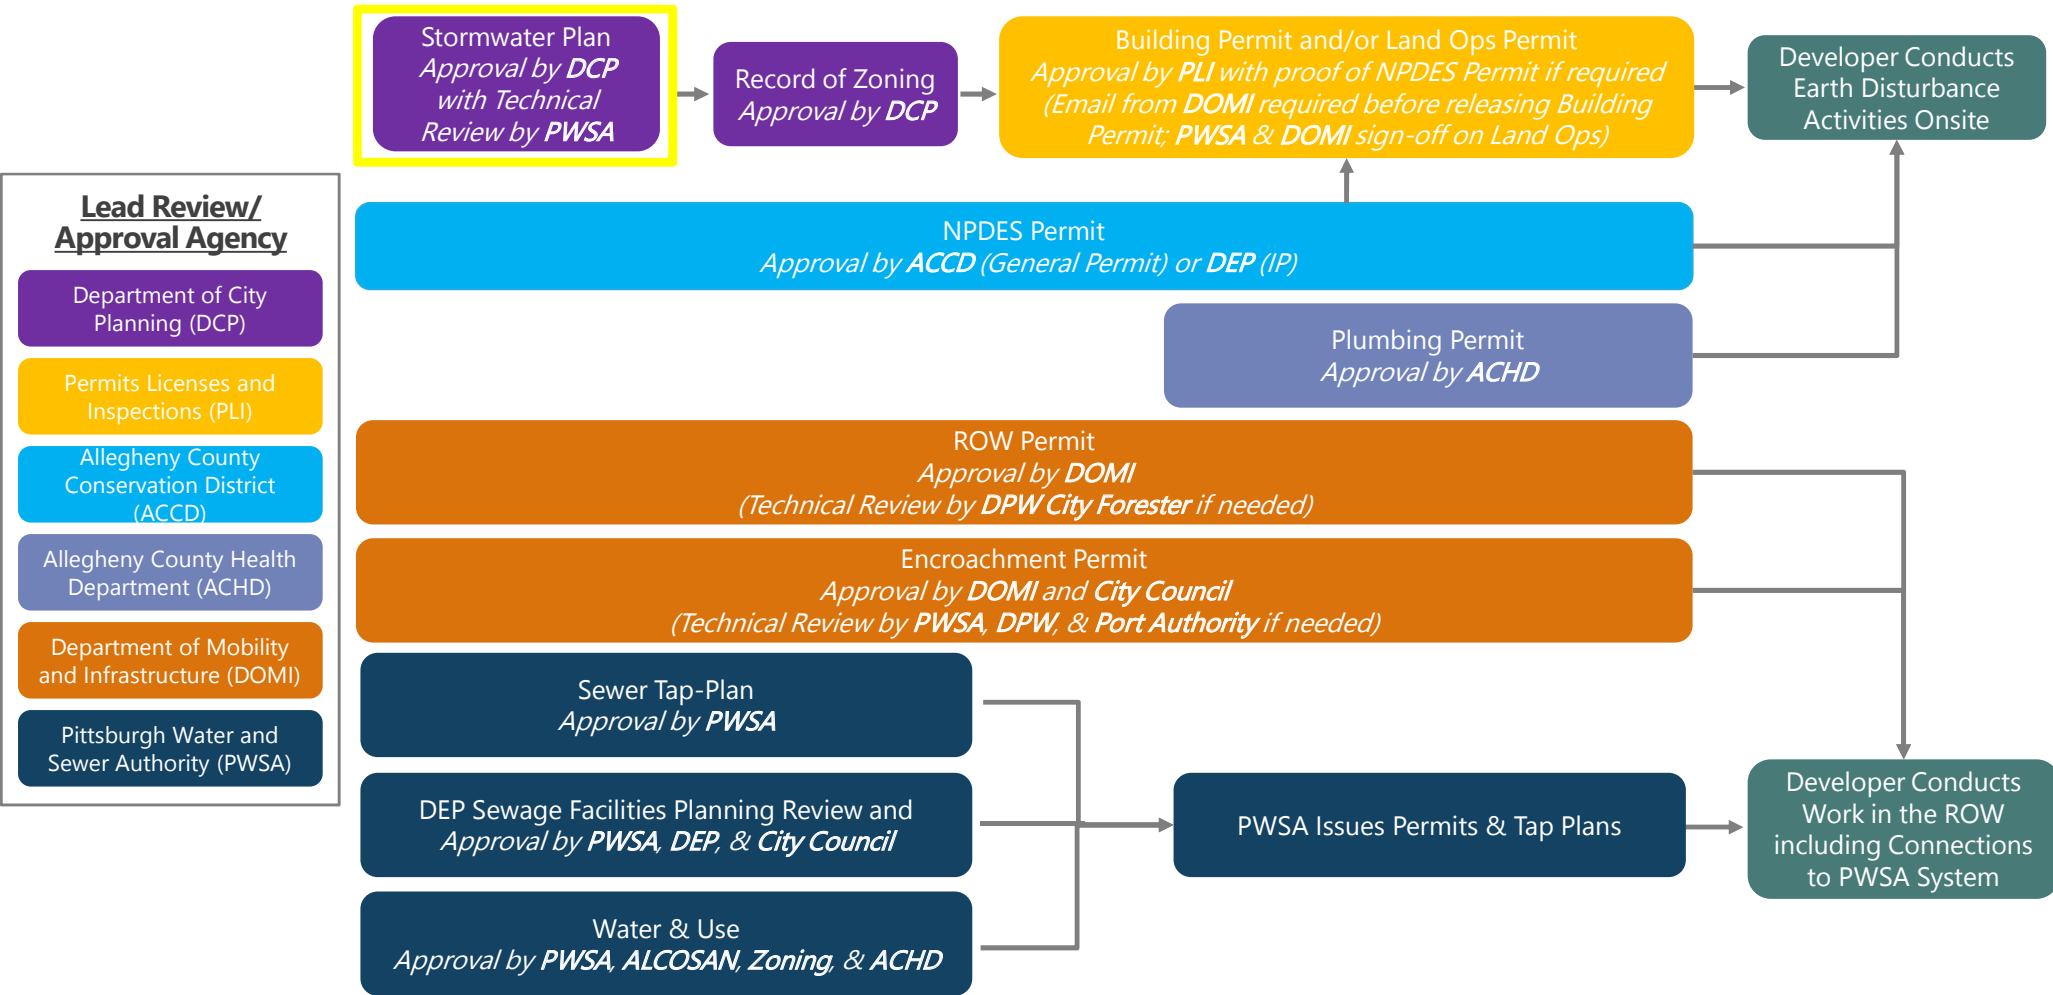 Stormwater Plan
Approval by DCP
with Technical
Review by PWSA
Record of Zoning
Approval by DCP
Building Permit and/or Land Ops Permit
Approval by PLI with proof of NPDES Permit if required
(Email from DOMI required before releasing Building
Permit; PWSA & DOMI sign-off on Land Ops)
Developer Conducts
Earth Disturbance
Activities Onsite
Lead Review/
Approval Agency
Department of City
Planning (DCP)
Permits Licenses and
Inspections (PLI)
Allegheny County
Conservation District
(ACCD)
Allegheny County Health
Department (ACHD)
Department of Mobility
and Infrastructure (DOMI)
Pittsburgh Water and
Sewer Authority (PWSA)
NPDES Permit
Approval by ACCD (General Permit) or DEP (IP)
Plumbing Permit
Approval by ACHD
ROW Permit
Approval by DOMI
(Technical Review by DPW City Forester if needed)
Encroachment Permit
Approval by DOMI and City Council
(Technical Review by PWSA, DPW, & Port Authority if needed)
Sewer Tap-Plan
Approval by PWSA
DEP Sewage Facilities Planning Review and
Approval by PWSA, DEP, & City Council
Water & Use
Approval by PWSA, ALCOSAN, Zoning, & ACHD
PWSA Issues Permits & Tap Plans
Developer Conducts
Work in the ROW
including Connections
to PWSA System